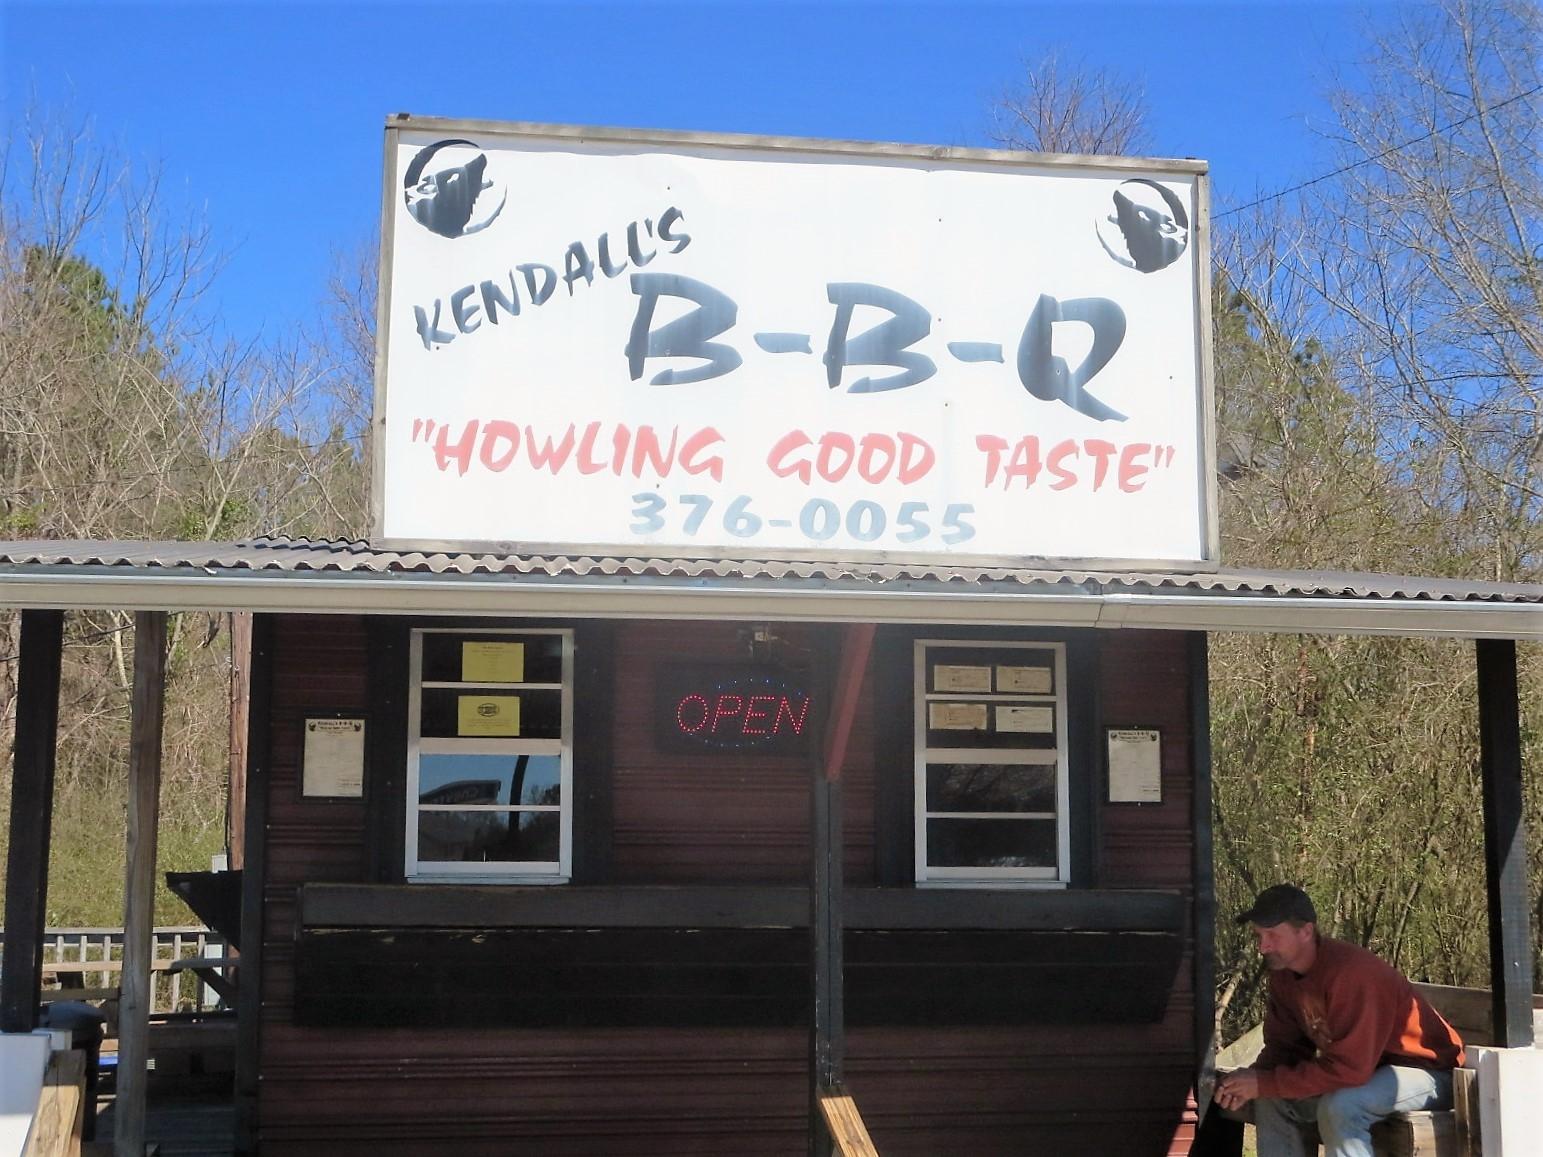 KENDALL'S
B-B-Q
"HOWLING GOOD TASTE"
376-0055
OPEN